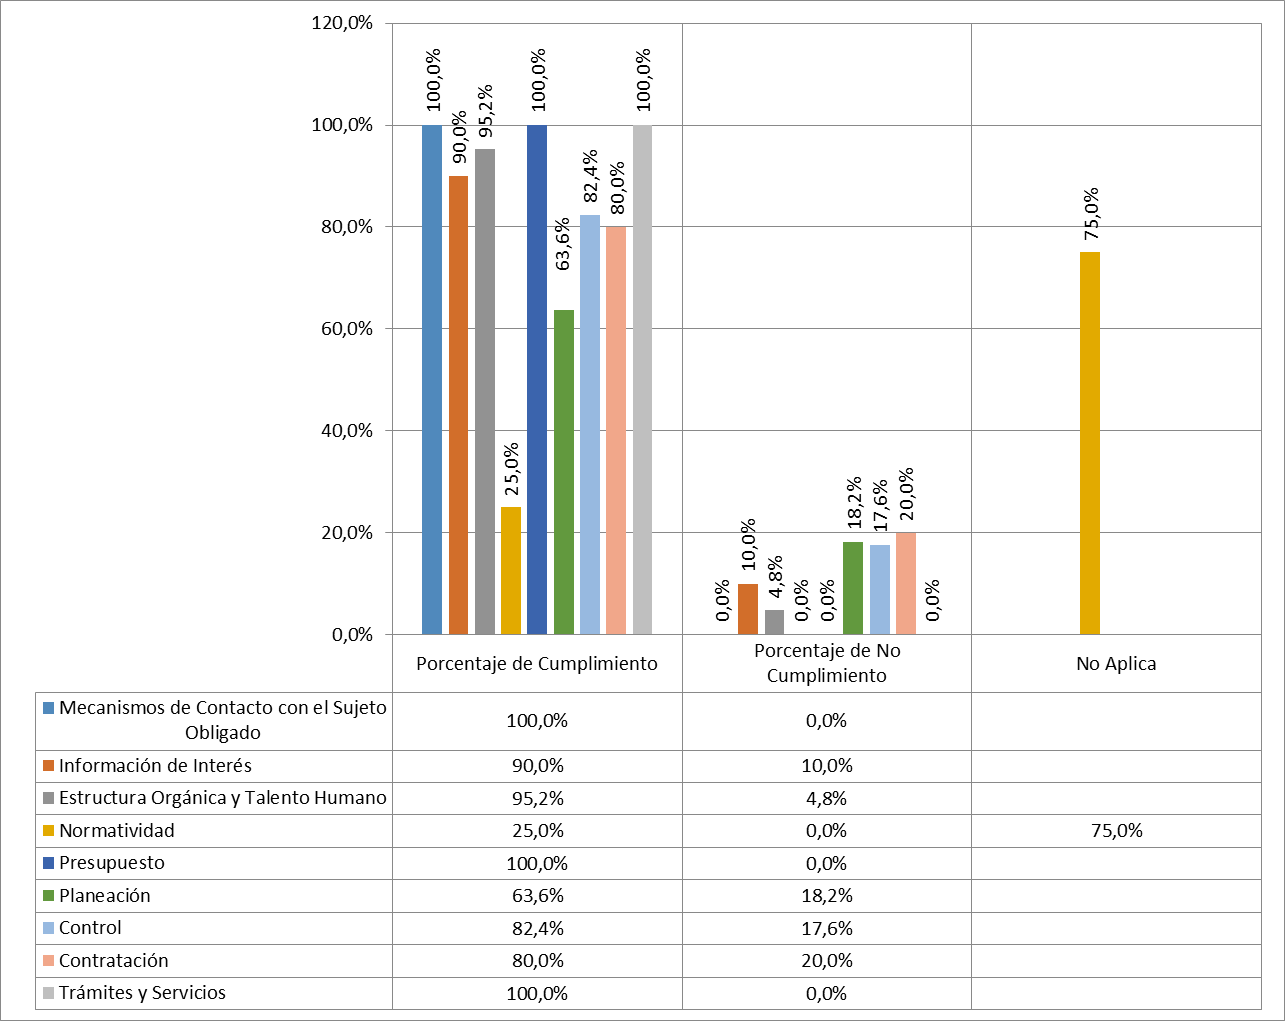 120,0%
100,0%
80,0%
60,0%
40,0%
20,0%
0,0%
100,0%
90,0%
95,2%
25,0%
100,0%
63,6%
82,4%
80,0%
100,0%
0,0%
10,0%
4,8%
0,0%
0,0%
18,2%
17,6%
20,0%
0,0%
75,0%
Porcentaje de Cumplimiento
Porcentaje de No
Cumplimiento
No Aplica
Mecanismos de Contacto con el Sujeto
Obligado
100,0% 0,0%
Información de Interés 90,0% 10,0%
Estructura Orgánica y Talento Humano 95,2% 4,8%
Normatividad 25,0% 0,0% 75,0%
Presupuesto 100,0% 0,0%
Planeación 63,6% 18,2%
Control 82,4% 17,6%
Contratación 80,0% 20,0%
Trámites y Servicios 100,0% 0,0%